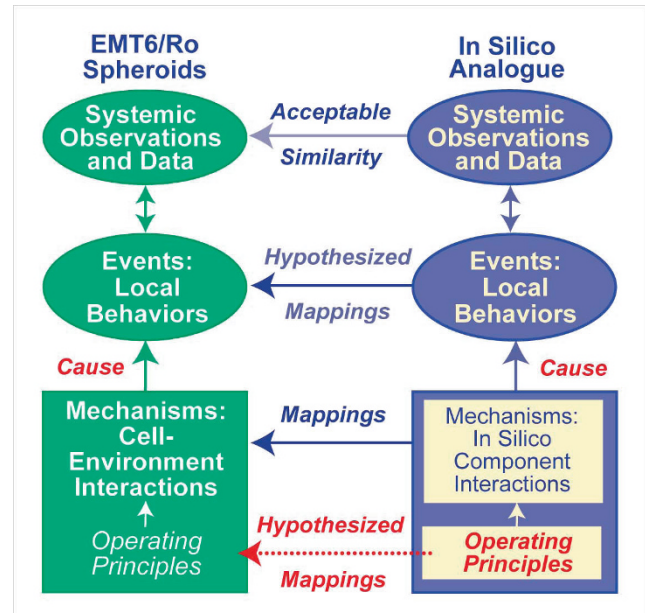 EMT6/Ro
Spheroids
In Silico
Analogue
Systemic
Observations
and Data
Acceptable
Similarity
Systemic
Observations
and Data
Events:
Local
Behaviors
Hypothesized
Mappings
Events:
Local
Behaviors
Cause
Cause
Mechanisms:
Cell-
Environment
Interactions
Operating
Principles
Mappings
Hypothesized
Mappings
Mechanisms:
In Silico
Component
Interactions
Operating
Principles